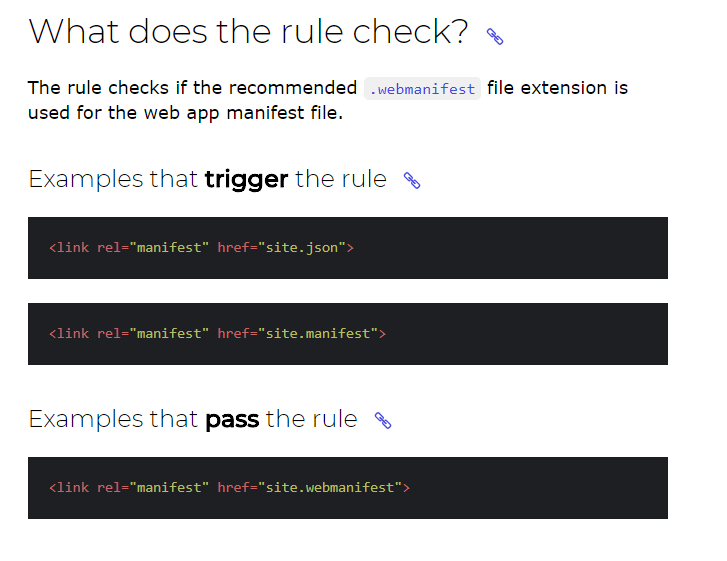 What does the rule check?
The rule checks if the recommended .webmanifest file extension is
used for the web app manifest file.
Examples that trigger the rule
<link rel="manifest" href="site.json">
<link rel="manifest" href="site.manifest">
Examples that pass the rule
<link rel="manifest" href="site.webmanifest">